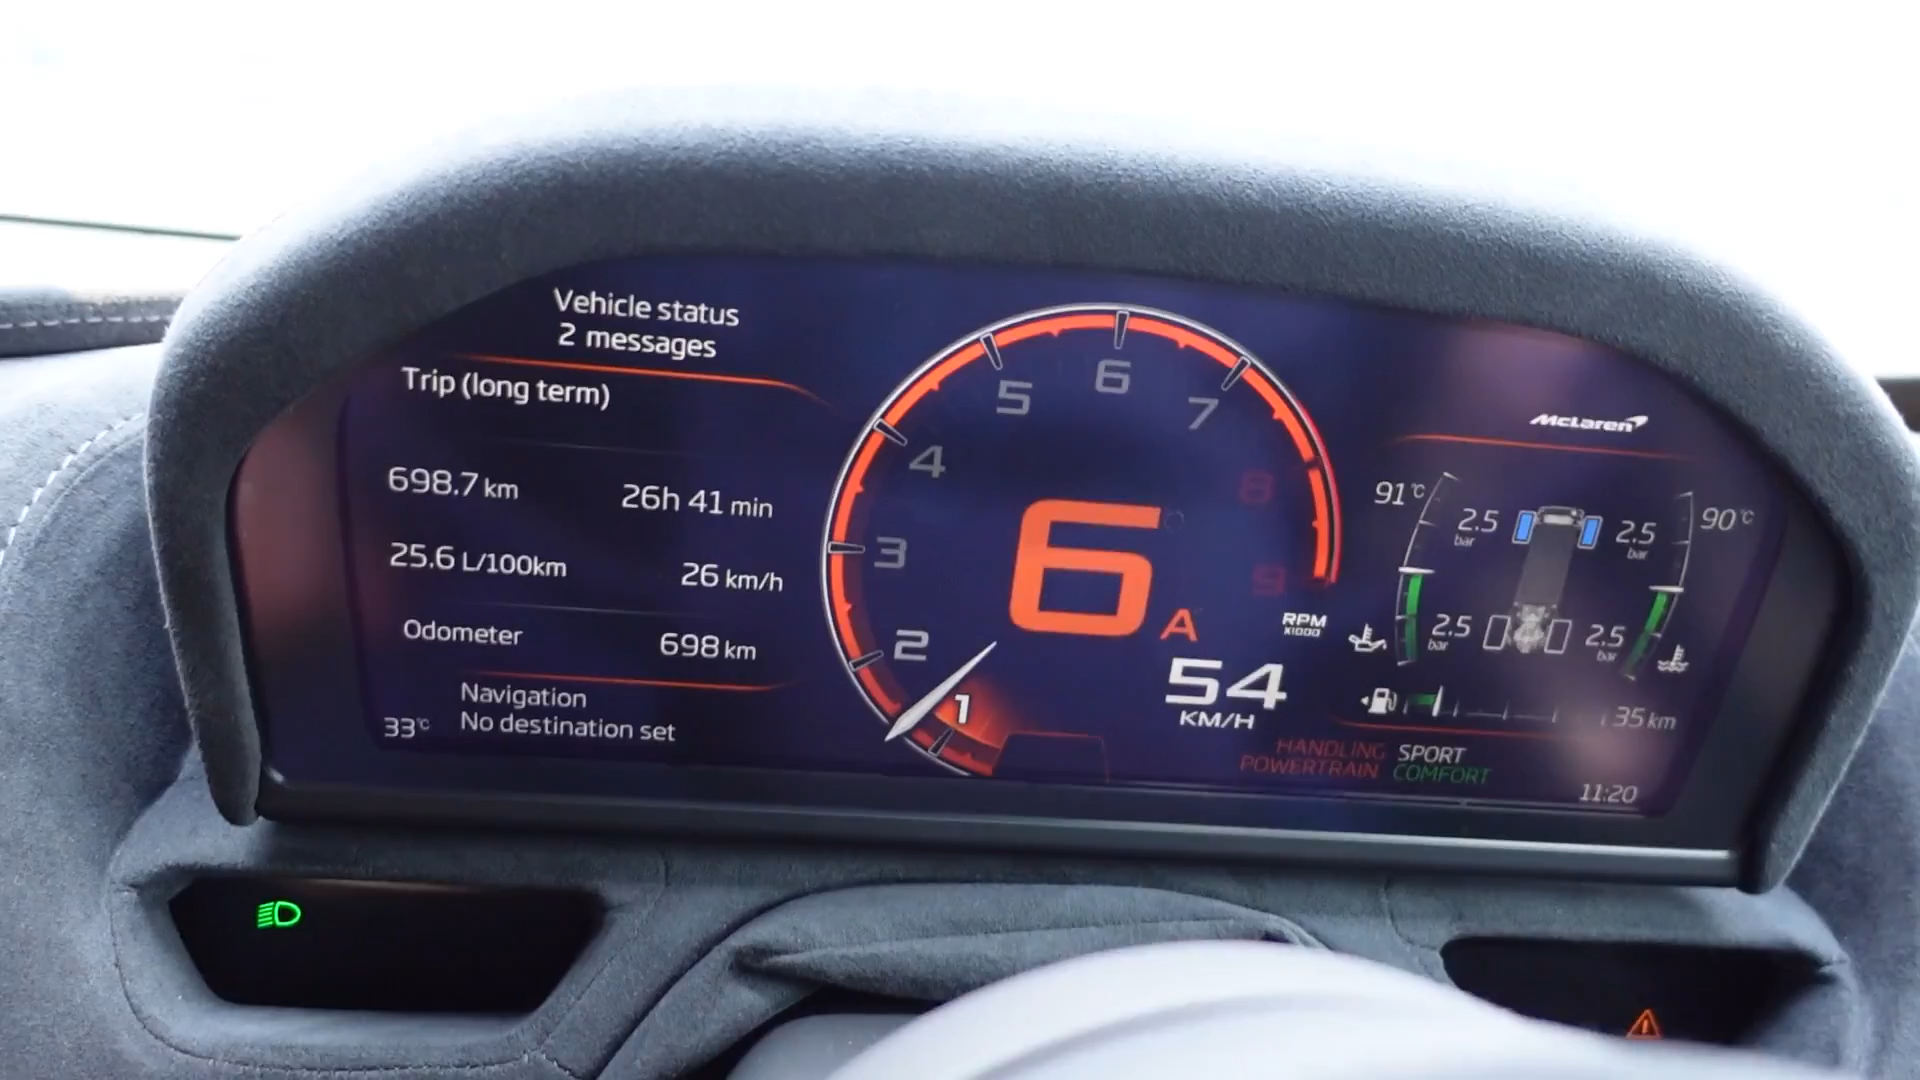 Vehicle status
2 messages
Trip (long term)
698.7 km
26h 41 min
25.6 L/100km
26 km/h
Odometer
698 km
Navigation
No destination set
33°C
1
2
3
4
5
6
7
8
9
RPM
X1000
6 A
54
KM/H
McLaren
91°C
90°C
2.5
bar
2.5
bar
2.5
bar
2.5
bar
35 km
HANDLING SPORT
POWERTRAIN COMFORT
11:20